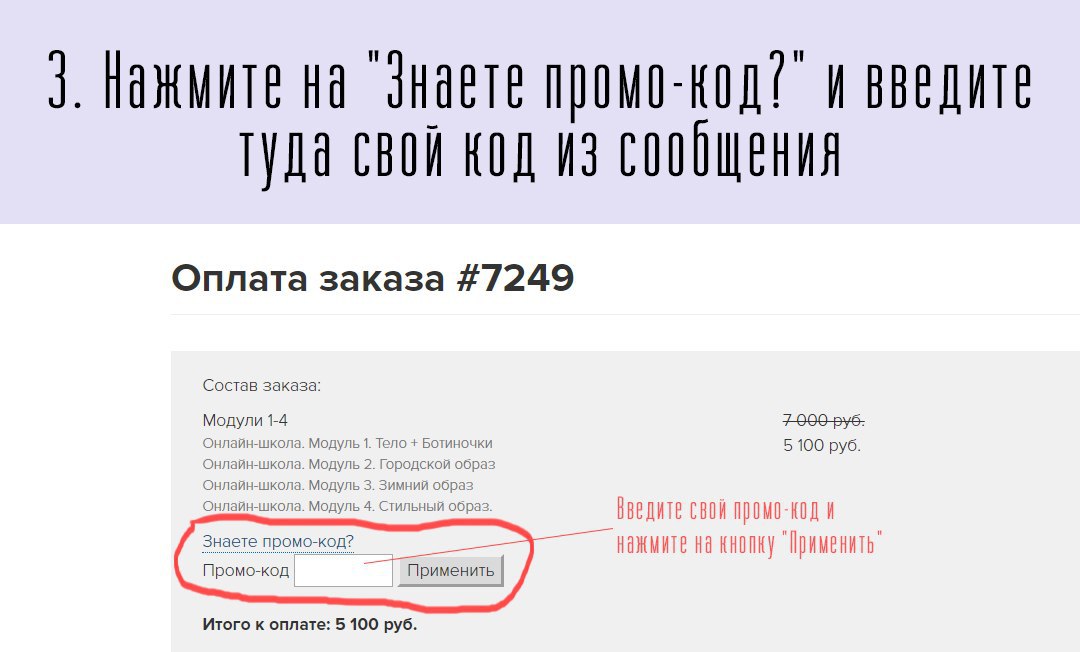 3. Нажмите на "Знаете промо-код?" и введите
туда свой код из сообщения
Оплата заказа #7249
Состав заказа:
Модули 1-4
7 000 руб.
Онлайн-школа. Модуль 1. Тело + Ботиночки
5 100 руб.
Онлайн-школа. Модуль 2. Городской образ
Онлайн-школа. Модуль 3. Зимний образ
Онлайн-школа. Модуль 4. Стильный образ.
Введите свой промо-код и
нажмите на кнопку "Применить"
Знаете промо-код?
Промо-код Применить
Итого к оплате: 5 100 руб.